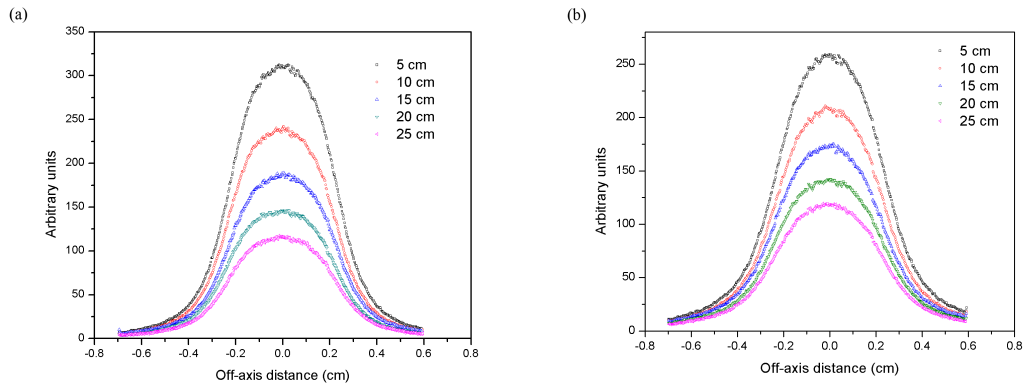 (a)
350
300
250
200
150
100
50
0
-0.8
-0.6
-0.4
-0.2
0.0
0.2
0.4
0.6
0.8
Arbitrary units
Off-axis distance (cm)
5 cm
10 cm
15 cm
20 cm
25 cm
(b)
250
200
150
100
50
0
-0.8
-0.6
-0.4
-0.2
0.0
0.2
0.4
0.6
0.8
Arbitrary units
Off-axis distance (cm)
5 cm
10 cm
15 cm
20 cm
25 cm